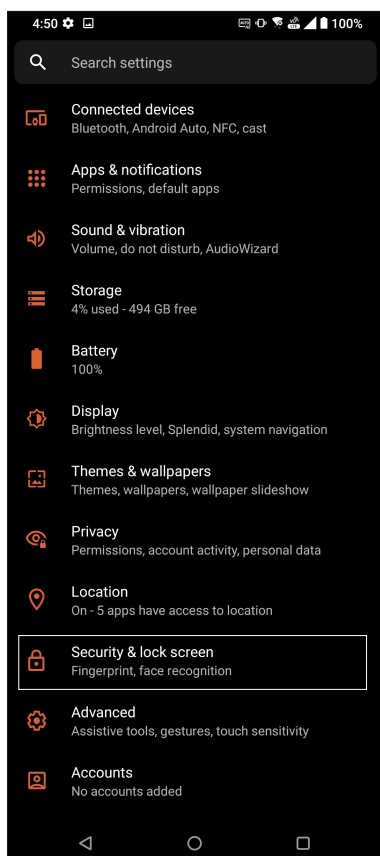 4:50
100%
Search settings
Connected devices
Bluetooth, Android Auto, NFC, cast
Apps & notifications
Permissions, default apps
Sound & vibration
Volume, do not disturb, AudioWizard
Storage
4% used - 494 GB free
Battery
100%
Display
Brightness level, Splendid, system navigation
Themes & wallpapers
Themes, wallpapers, wallpaper slideshow
Privacy
Permissions, account activity, personal data
Location
On - 5 apps have access to location
Security & lock screen
Fingerprint, face recognition
Advanced
Assistive tools, gestures, touch sensitivity
Accounts
No accounts added